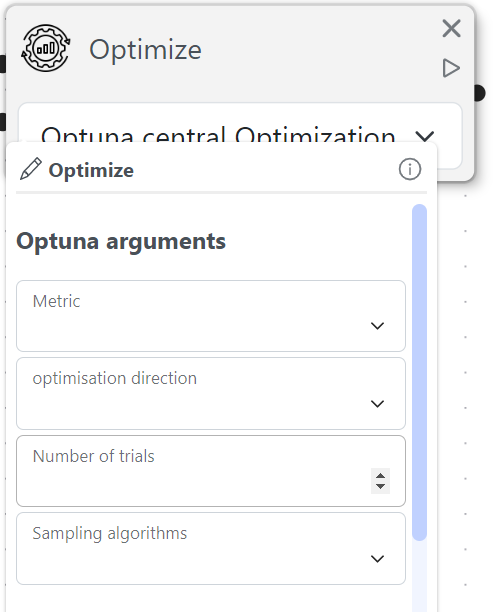 Optimize
Optuna central Optimization
Optimize
Optuna arguments
Metric
optimisation direction
Number of trials
Sampling algorithms